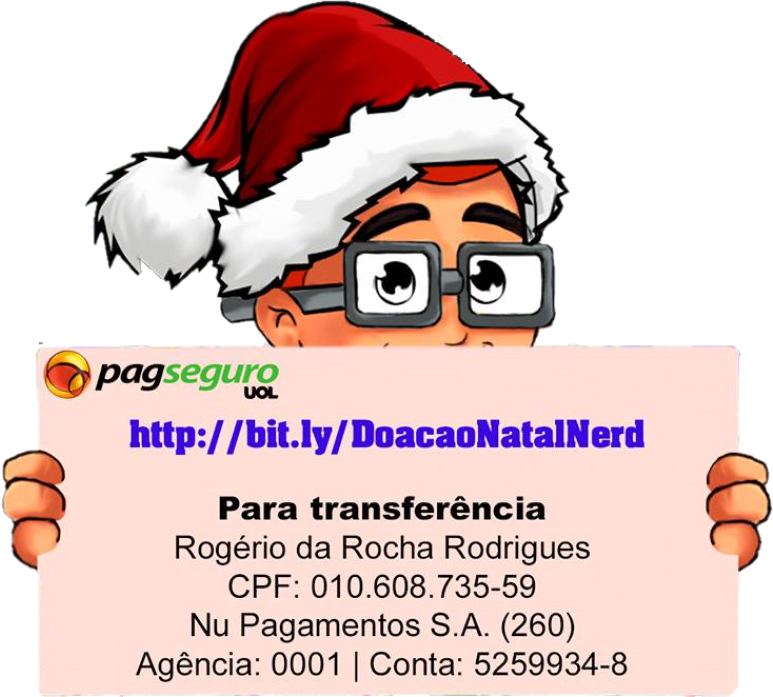 pagseguro
UOL
http://bit.ly/DoacaoNatalNerd
Para transferência
Rogério da Rocha Rodrigues
CPF: 010.608.735-59
Nu Pagamentos S.A. (260)
Agência: 0001 | Conta: 5259934-8